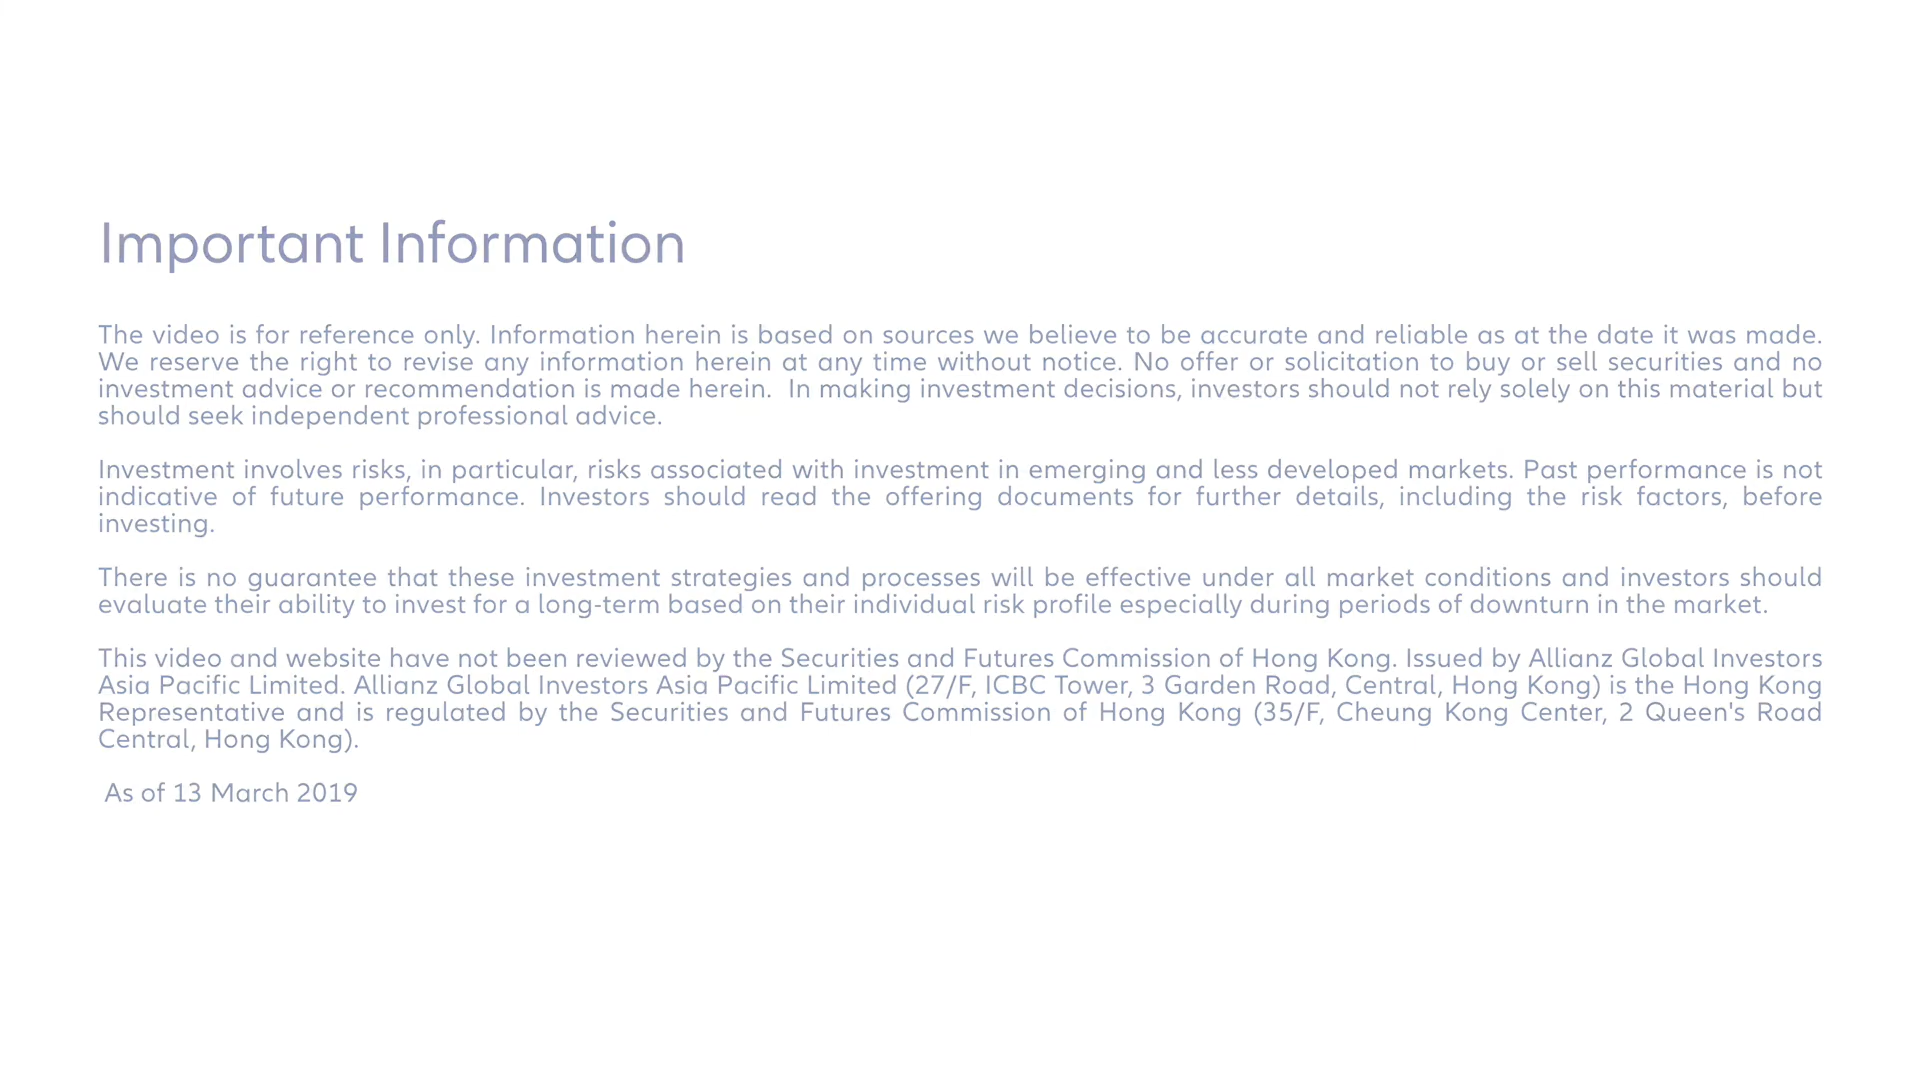 Important Information
The video is for reference only. Information herein is based on sources we believe to be accurate and reliable as at the date it was made.
We reserve the right to revise any information herein at any time without notice. No offer or solicitation to buy or sell securities and no
investment advice or recommendation is made herein.  In making investment decisions, investors should not rely solely on this material but
should seek independent professional advice.
Investment involves risks, in particular, risks associated with investment in emerging and less developed markets. Past performance is not
indicative of future performance. Investors should read the offering documents for further details, including the risk factors, before
investing.
There is no guarantee that these investment strategies and processes will be effective under all market conditions and investors should
evaluate their ability to invest for a long-term based on their individual risk profile especially during periods of downturn in the market.
This video and website have not been reviewed by the Securities and Futures Commission of Hong Kong. Issued by Allianz Global Investors
Asia Pacific Limited. Allianz Global Investors Asia Pacific Limited (27/F, ICBC Tower, 3 Garden Road, Central, Hong Kong) is the Hong Kong
Representative and is regulated by the Securities and Futures Commission of Hong Kong (35/F, Cheung Kong Center, 2 Queen's Road
Central, Hong Kong).
As of 13 March 2019